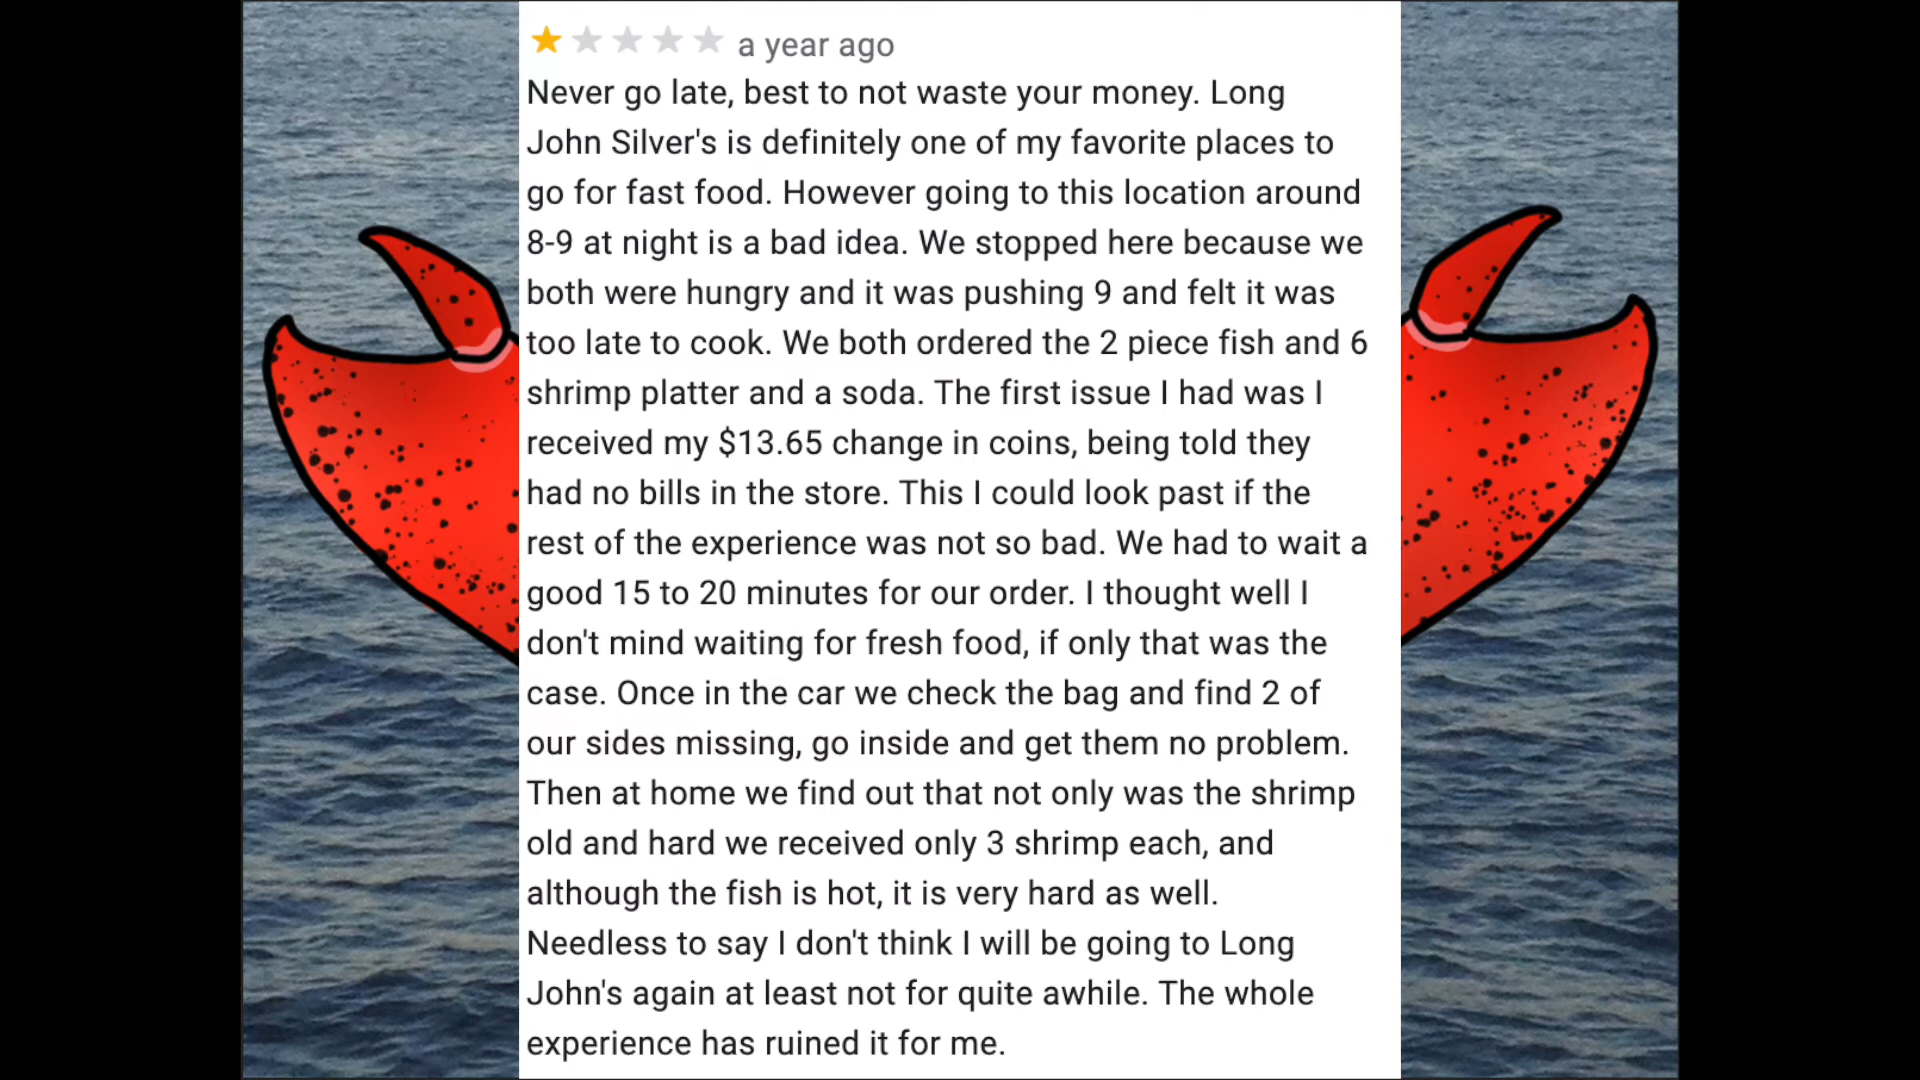 a year ago
Never go late, best to not waste your money. Long
John Silver's is definitely one of my favorite places to
go for fast food. However going to this location around
8-9 at night is a bad idea. We stopped here because we
both were hungry and it was pushing 9 and felt it was
too late to cook. We both ordered the 2 piece fish and 6
shrimp platter and a soda. The first issue I had was I
received my $13.65 change in coins, being told they
had no bills in the store. This I could look past if the
rest of the experience was not so bad. We had to wait a
good 15 to 20 minutes for our order. I thought well I
don't mind waiting for fresh food, if only that was the
case. Once in the car we check the bag and find 2 of
our sides missing, go inside and get them no problem.
Then at home we find out that not only was the shrimp
old and hard we received only 3 shrimp each, and
although the fish is hot, it is very hard as well.
Needless to say I don't think I will be going to Long
John's again at least not for quite awhile. The whole
experience has ruined it for me.